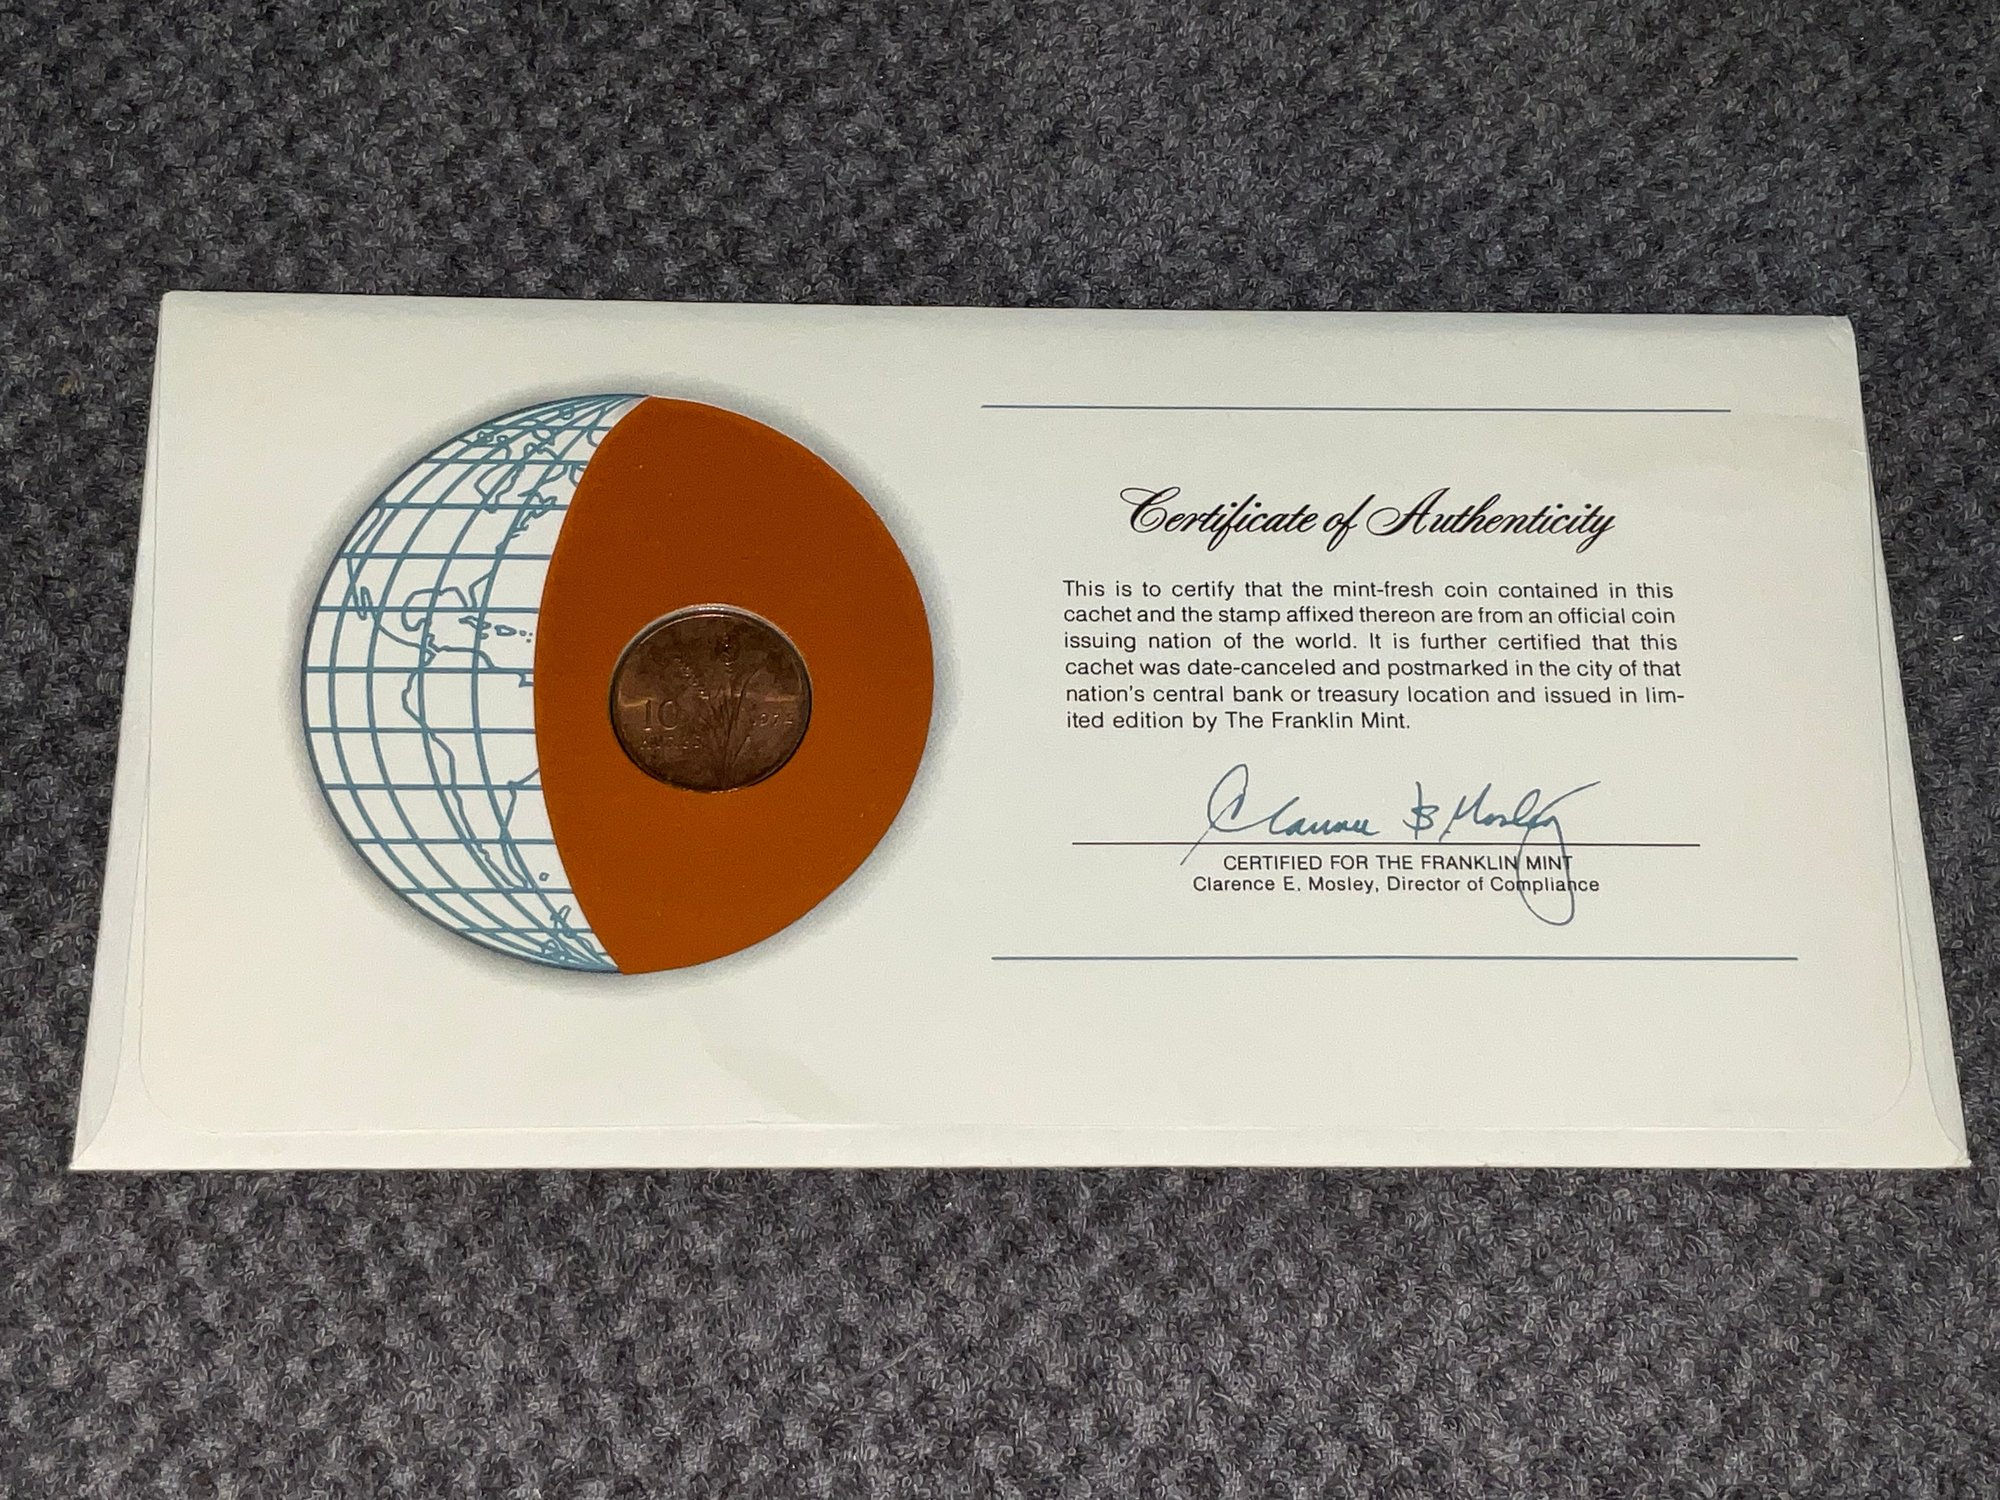 Certificate of Authenticity
This is to certify that the mint-fresh coin contained in this
cachet and the stamp affixed thereon are from an official coin
issuing nation of the world. It is further certified that this
cachet was date-canceled and postmarked in the city of that
nation's central bank or treasury location and issued in lim-
ited edition by The Franklin Mint.
Clarence E Mosley
CERTIFIED FOR THE FRANKLIN MINT
Clarence E. Mosley, Director of Compliance
10